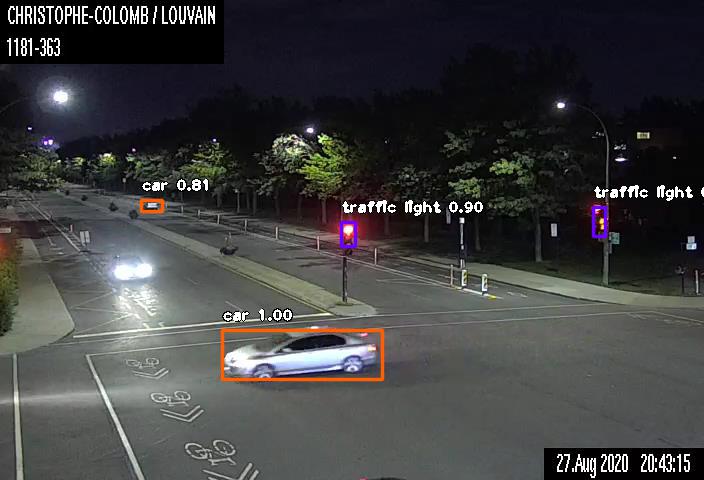 CHRISTOPHE-COLOMB / LOUVAIN
1181-363
car 0.81
traffic light 0.90
traffic light
car 1.00
27.Aug 2020 20:43:15